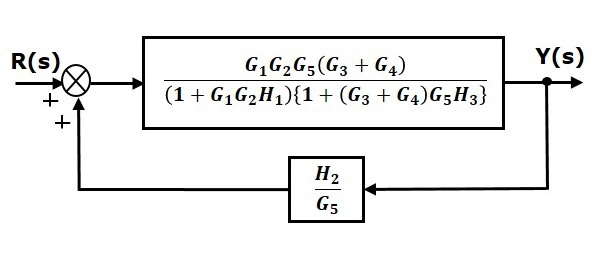 R(s)
Y(s)
G₁G₂G₅(G₃ + G₄)
(1 + G₁G₂H₁){1 + (G₃ + G₄)G₅H₃}
+
+
H₂
G₅